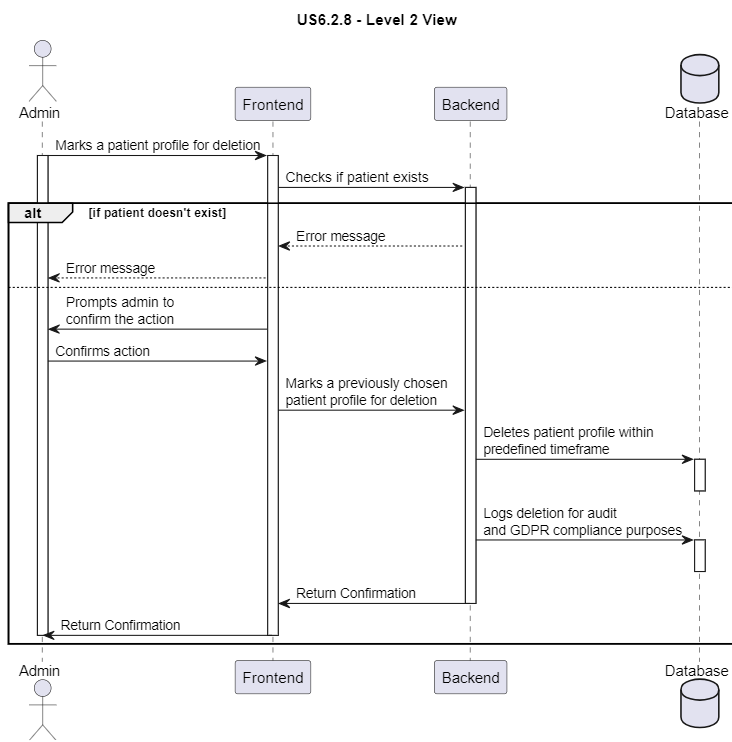 US6.2.8 - Level 2 View
Admin
Frontend
Backend
Database
Marks a patient profile for deletion
Checks if patient exists
alt
[if patient doesn't exist]
Error message
Error message
Prompts admin to
confirm the action
Confirms action
Marks a previously chosen
patient profile for deletion
Deletes patient profile within
predefined timeframe
Logs deletion for audit
and GDPR compliance purposes
Return Confirmation
Return Confirmation
Admin
Frontend
Backend
Database